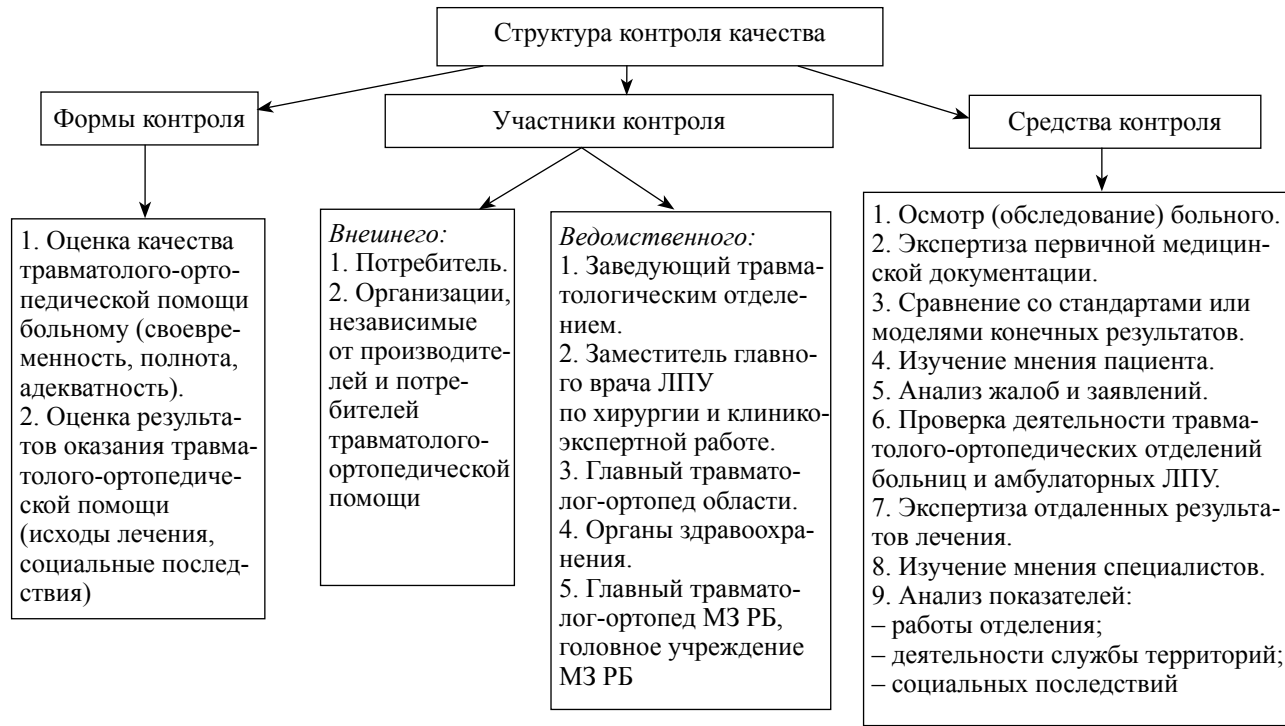 Структура контроля качества
Формы контроля
Участники контроля
Средства контроля
1. Оценка качества
травматолого-орто-
педической помощи
больному (своевре-
менность, полнота,
адекватность).
2. Оценка результа-
тов оказания травма-
толого-ортопедиче-
ской помощи
(исходы лечения,
социальные послед-
ствия)
Внешнего:
1. Потребитель.
2. Организации,
независимые
от производите-
лей и потре-
бителей
травматолого-
ортопедической
помощи
Ведомственного:
1. Заведующий травма-
тологическим отделе-
нием.
2. Заместитель главно-
го врача ЛПУ
по хирургии и клинико-
экспертной работе.
3. Главный травмато-
лог-ортопед области.
4. Органы здравоохра-
нения.
5. Главный травмато-
лог-ортопед МЗ РБ,
головное учреждение
МЗ РБ
1. Осмотр (обследование) больного.
2. Экспертиза первичной медицин-
ской документации.
3. Сравнение со стандартами или
моделями конечных результатов.
4. Изучение мнения пациента.
5. Анализ жалоб и заявлений.
6. Проверка деятельности травма-
толого-ортопедических отделений
больниц и амбулаторных ЛПУ.
7. Экспертиза отдаленных результа-
тов лечения.
8. Изучение мнения специалистов.
9. Анализ показателей:
– работы отделения;
– деятельности службы территорий;
– социальных последствий